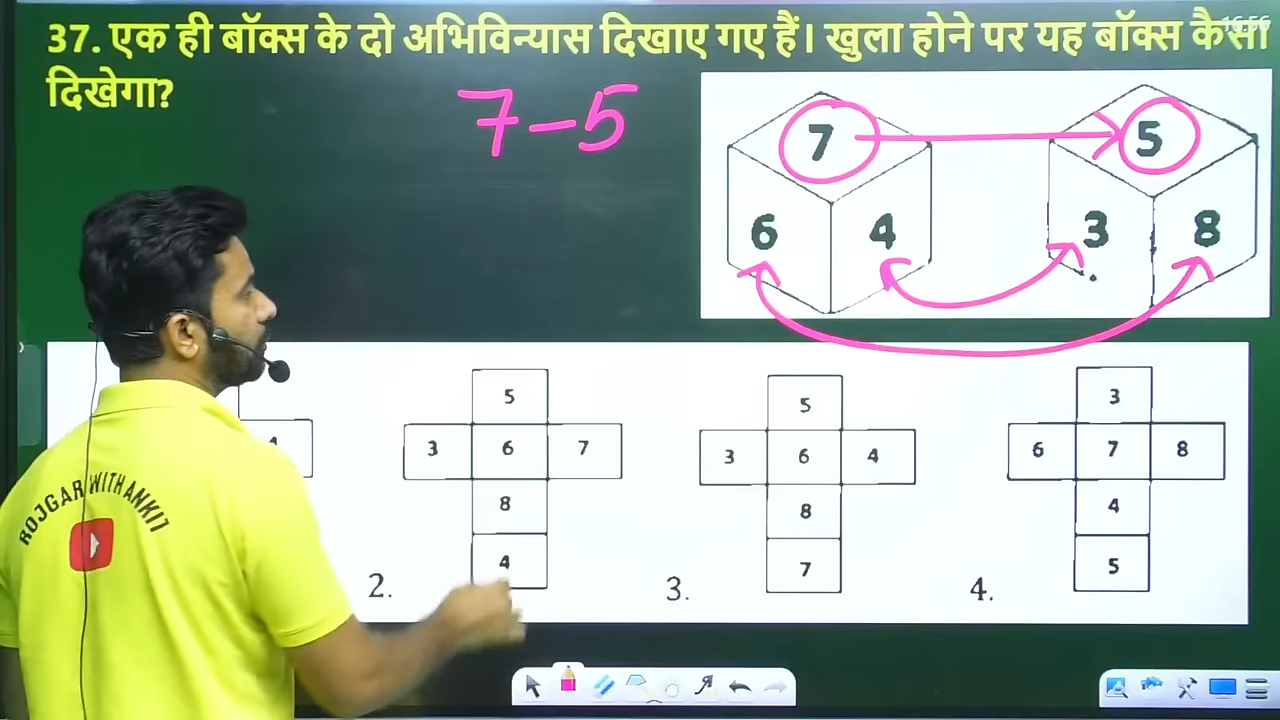 37. एक ही बॉक्स के दो अभिविन्यास दिखाए गए हैं। खुला होने पर यह बॉक्स कैसा
16:56
दिखेगा?
7-5
7 5
6 4 3 8
5 5 3
3 6 7 3 6 4 6 7 8
8 8 4
4 7 5
2. 3. 4.
ROJGAR WITH ANKIT